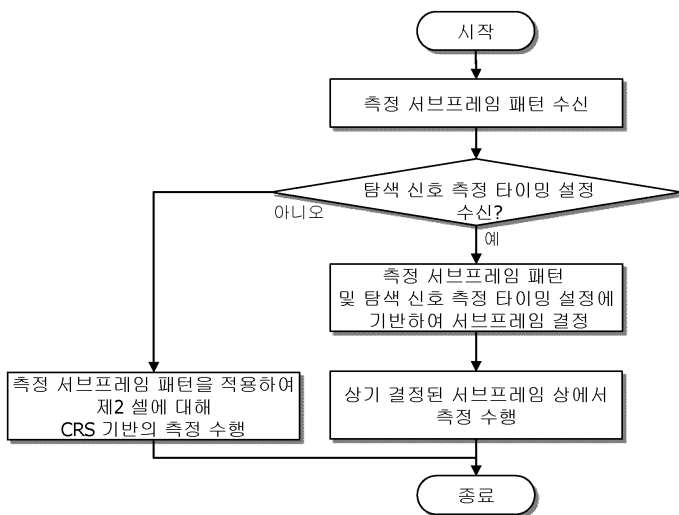 시작
측정 서브프레임 패턴 수신
탐색 신호 측정 타이밍 설정
수신?
아니오
예
측정 서브프레임 패턴
및 탐색 신호 측정 타이밍 설정에
기반하여 서브프레임 결정
측정 서브프레임 패턴을 적용하여
제2 셀에 대해
CRS 기반의 측정 수행
상기 결정된 서브프레임 상에서
측정 수행
종료